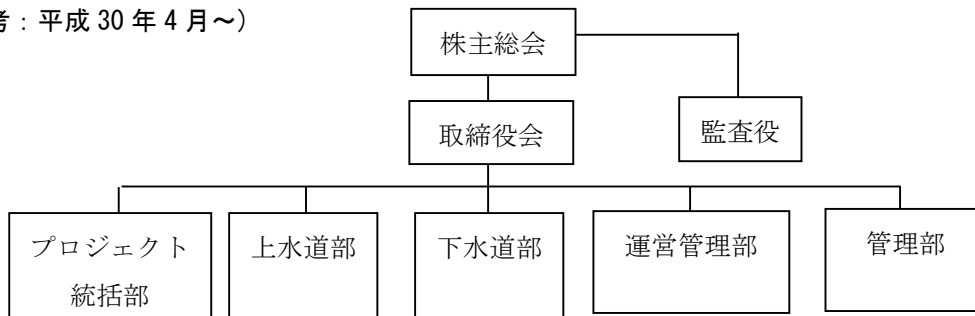 考：平成 30 年 4 月～）
株主総会
取締役会
監査役
プロジェクト
統括部
上水道部
下水道部
運営管理部
管理部